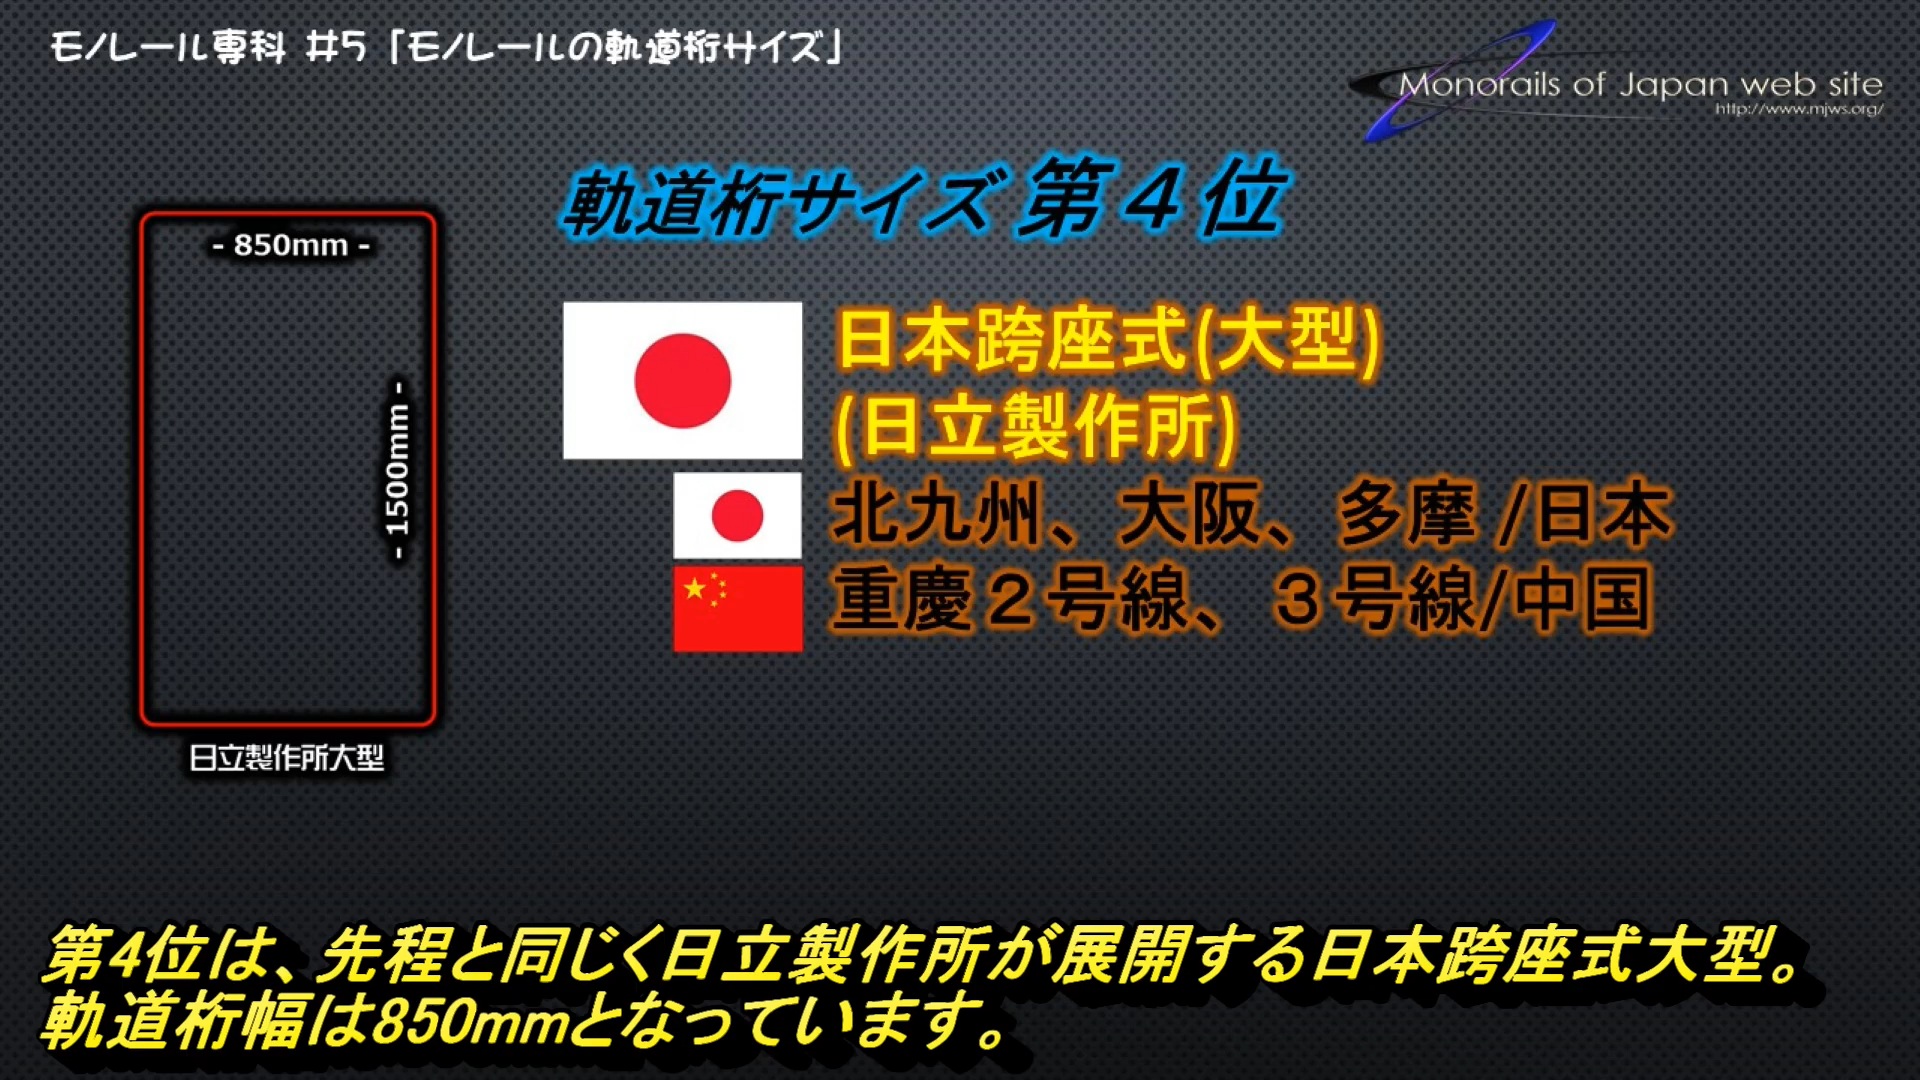 モノレール専科 #5 「モノレールの軌道桁サイズ」
Monorails of Japan web site
http://www.mjws.org/
軌道桁サイズ 第４位
- 850mm -
- 1500mm -
日立製作所大型
日本跨座式(大型)
(日立製作所)
北九州、大阪、多摩 /日本
重慶２号線、３号線/中国
第4位は、先程と同じく日立製作所が展開する日本跨座式大型。
軌道桁幅は850mmとなっています。